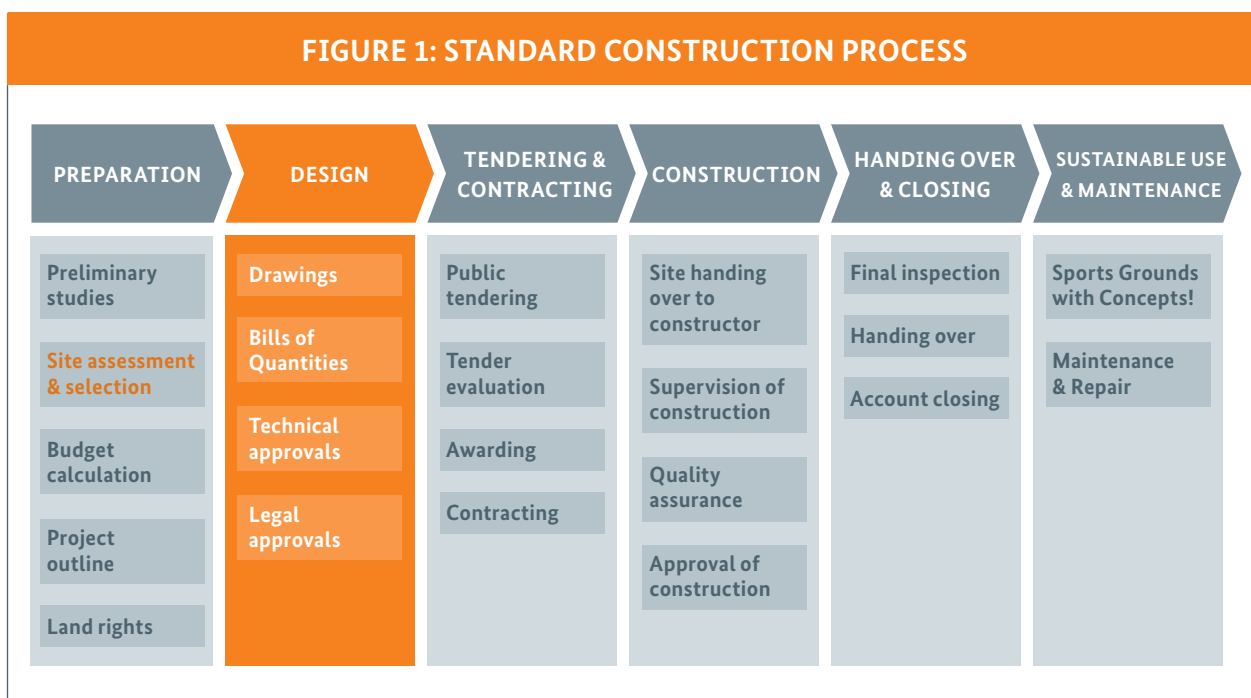 FIGURE 1: STANDARD CONSTRUCTION PROCESS
PREPARATION
Preliminary
studies
Site assessment
& selection
Budget
calculation
Project
outline
Land rights
DESIGN
Drawings
Bills of
Quantities
Technical
approvals
Legal
approvals
TENDERING &
CONTRACTING
Public
tendering
Tender
evaluation
Awarding
Contracting
CONSTRUCTION
Site handing
over to
constructor
Supervision of
construction
Quality
assurance
Approval of
construction
HANDING OVER
& CLOSING
Final inspection
Handing over
Account closing
SUSTAINABLE USE
& MAINTENANCE
Sports Grounds
with Concepts!
Maintenance
& Repair